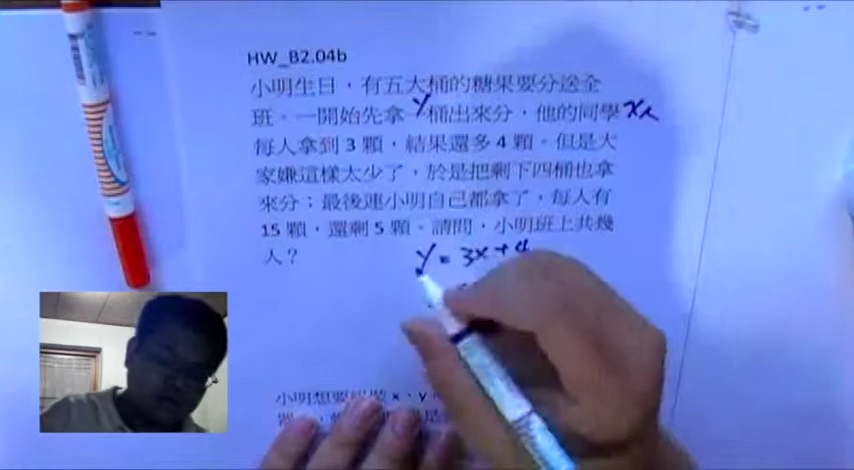 HW_B2.04b
小明生日，有五大桶的糖果要分送全
班。一開始先拿一桶出來分，他的同學 x人
y
每人拿到 3 顆，結果還多 4 顆。但是大
家嫌這樣太少了，於是把剩下四桶也拿
來分；最後連小明自己都拿了，每人有
15 顆，還剩 5 顆。請問，小明班上共幾
人？
y = 3x + 4
小明想要
x、y